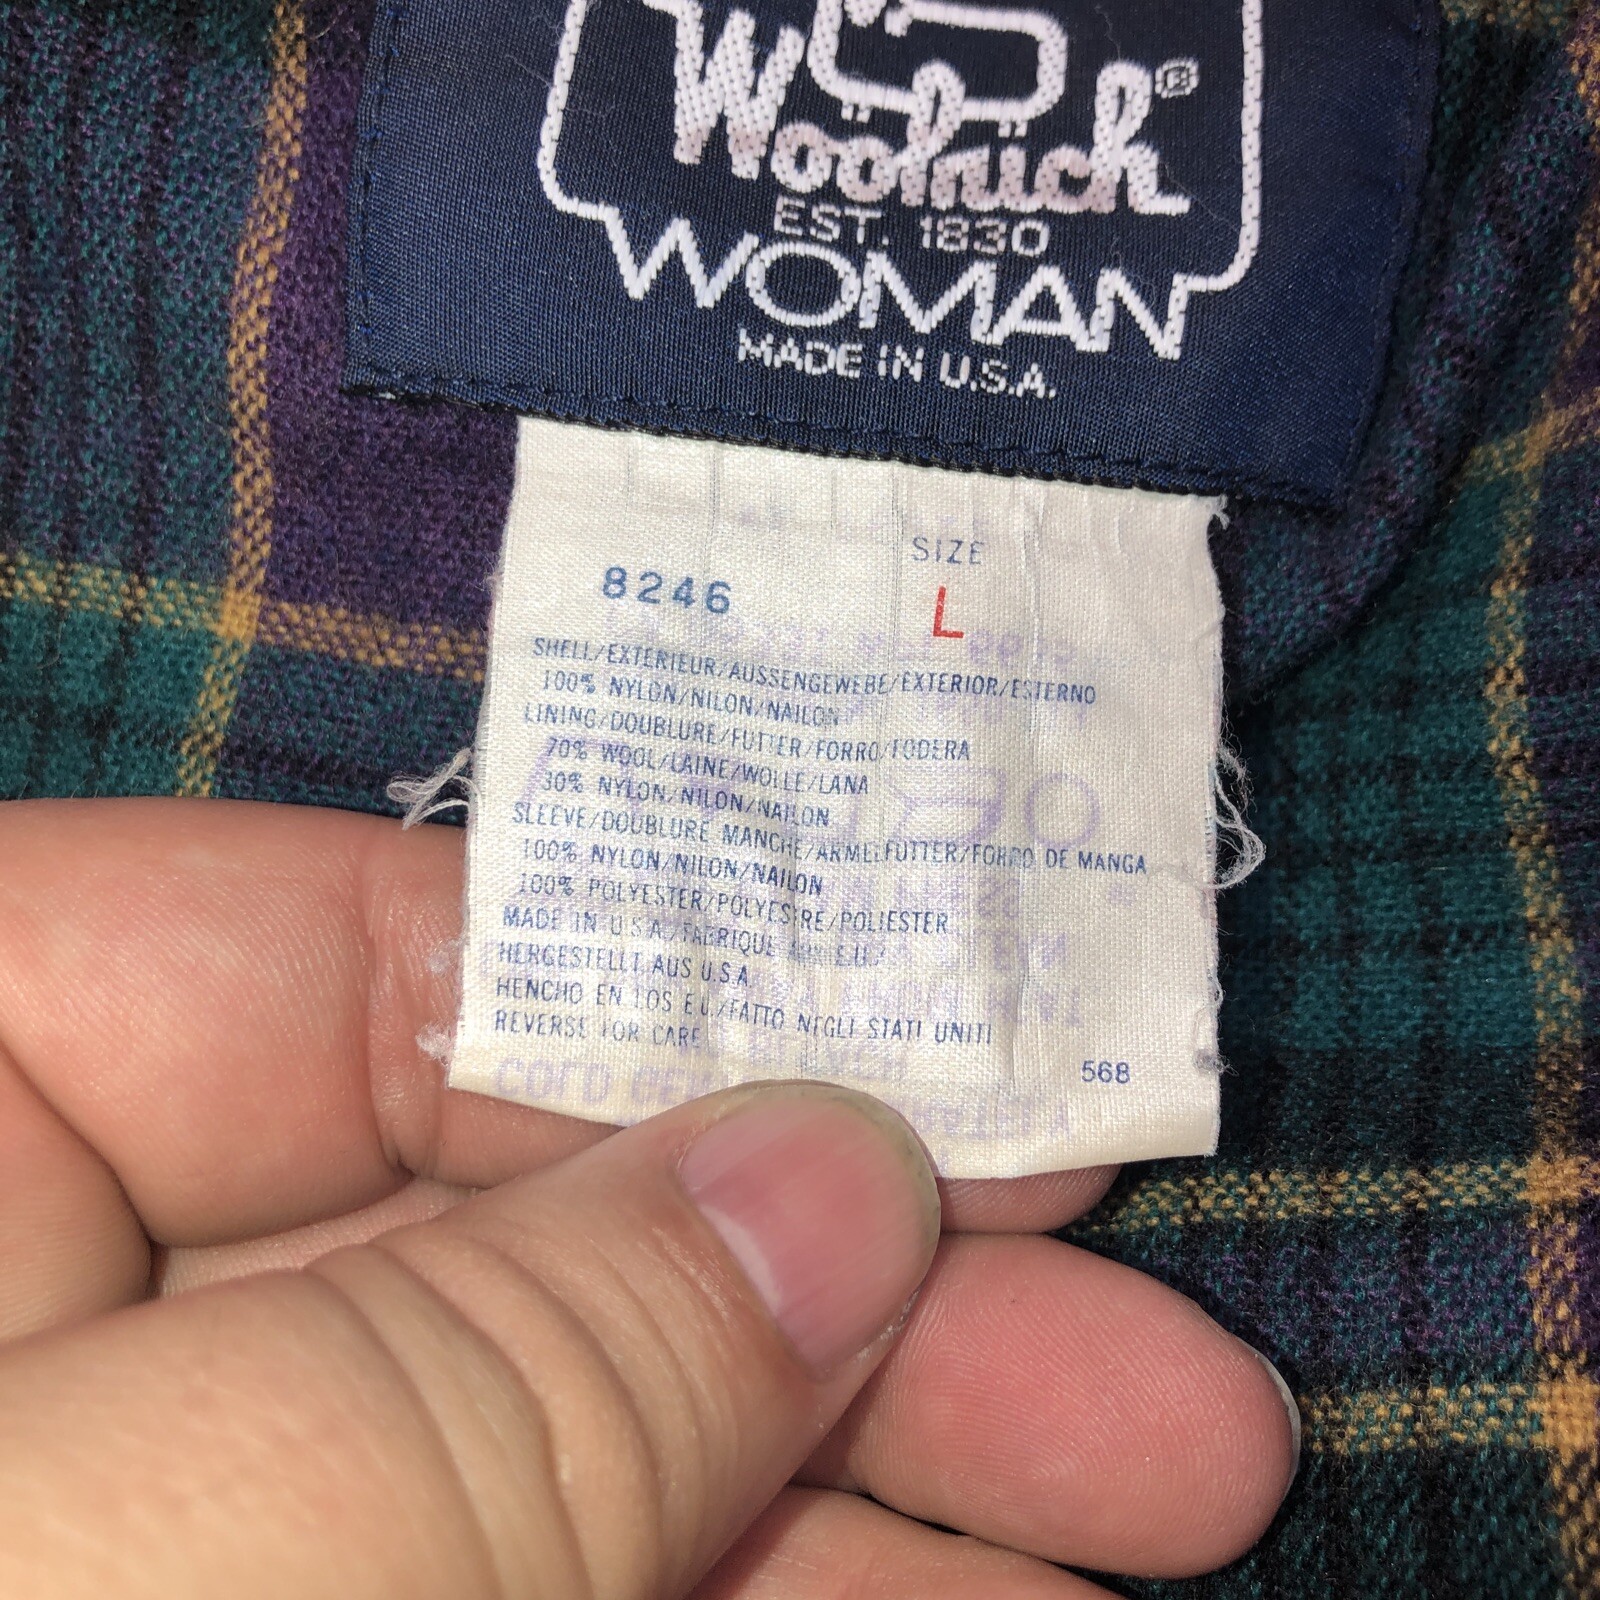 Woolrich®
EST. 1830
WOMAN
MADE IN U.S.A.
SIZE
8246 L
SHELL/EXTERIEUR/AUSSENGEWEBE/EXTERIOR/ESTERNO
100% NYLON/NILON/NAILON
LINING/DOUBLURE/FUTTER/FORRO/FODERA
70% WOOL/LAINE/WOLLE/LANA
30% NYLON/NILON/NAILON
SLEEVE/DOUBLURE MANCHE/ARMELFUTTER/FORRO DE MANGA
100% NYLON/NILON/NAILON
100% POLYESTER/POLYESTRE/POLIESTER
MADE IN U.S.A./FABRIQUE E.U./
HERGESTELLT AUS U.S.A.
HENCHO EN LOS E.U./FATTO NEGLI STATI UNITI
REVERSE FOR CARE
568